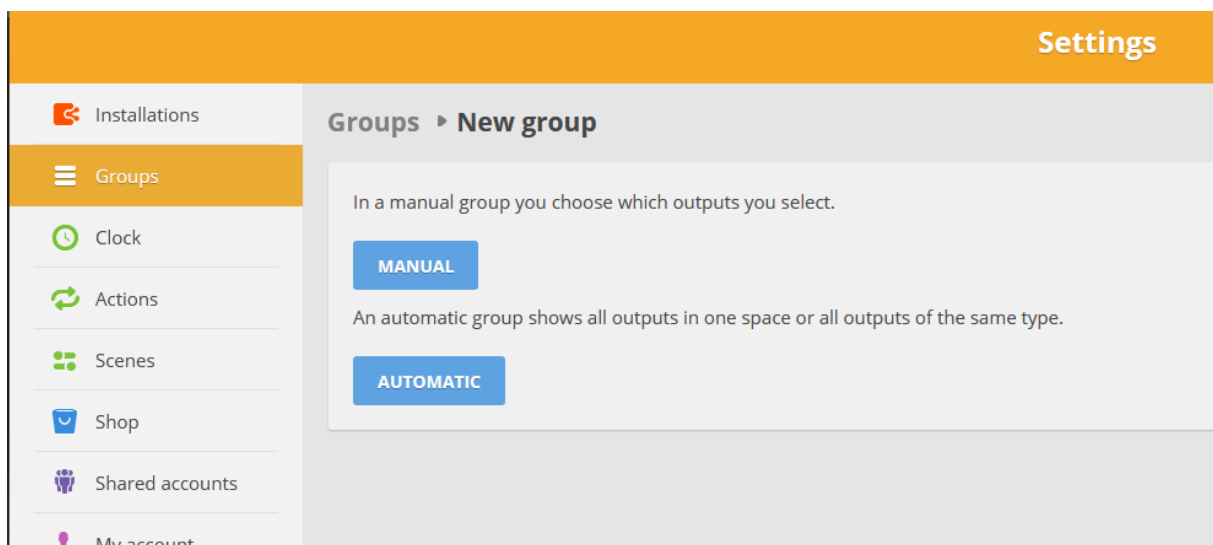 Settings
Installations
Groups
Clock
Actions
Scenes
Shop
Shared accounts
My account
Groups ▸ New group
In a manual group you choose which outputs you select.
MANUAL
An automatic group shows all outputs in one space or all outputs of the same type.
AUTOMATIC